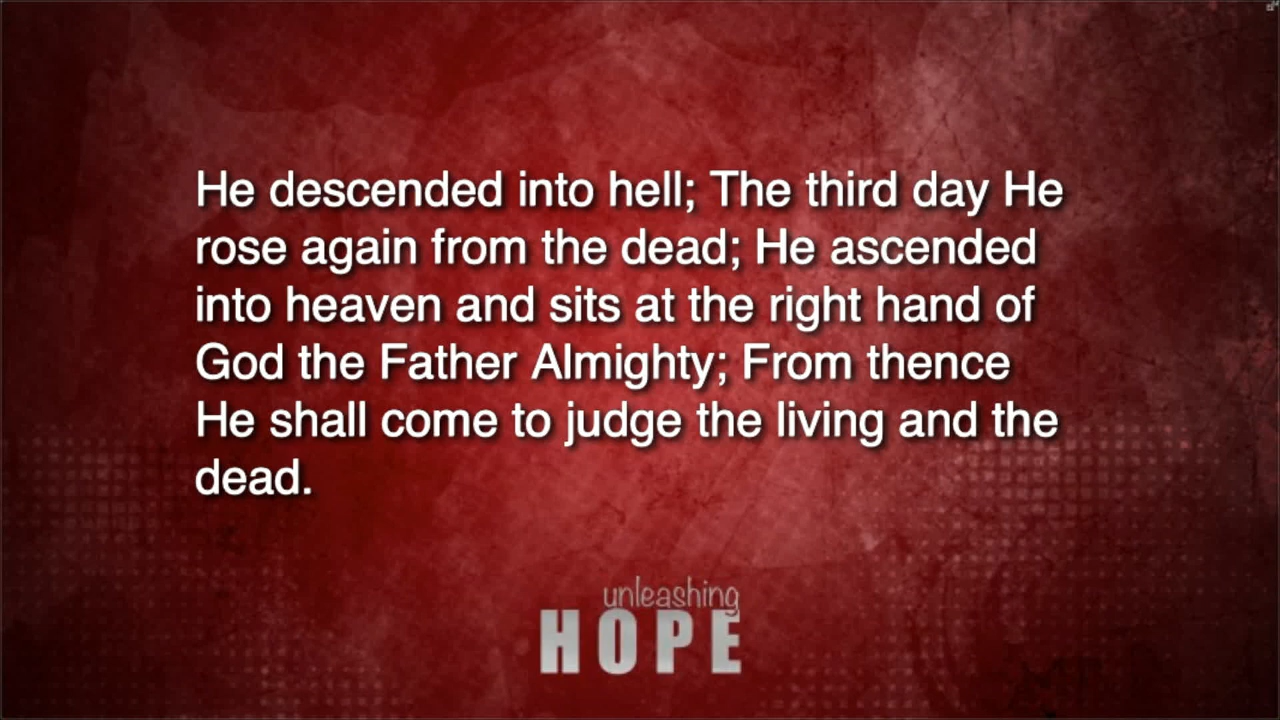 He descended into hell; The third day He
rose again from the dead; He ascended
into heaven and sits at the right hand of
God the Father Almighty; From thence
He shall come to judge the living and the
dead.
unleashing
HOPE